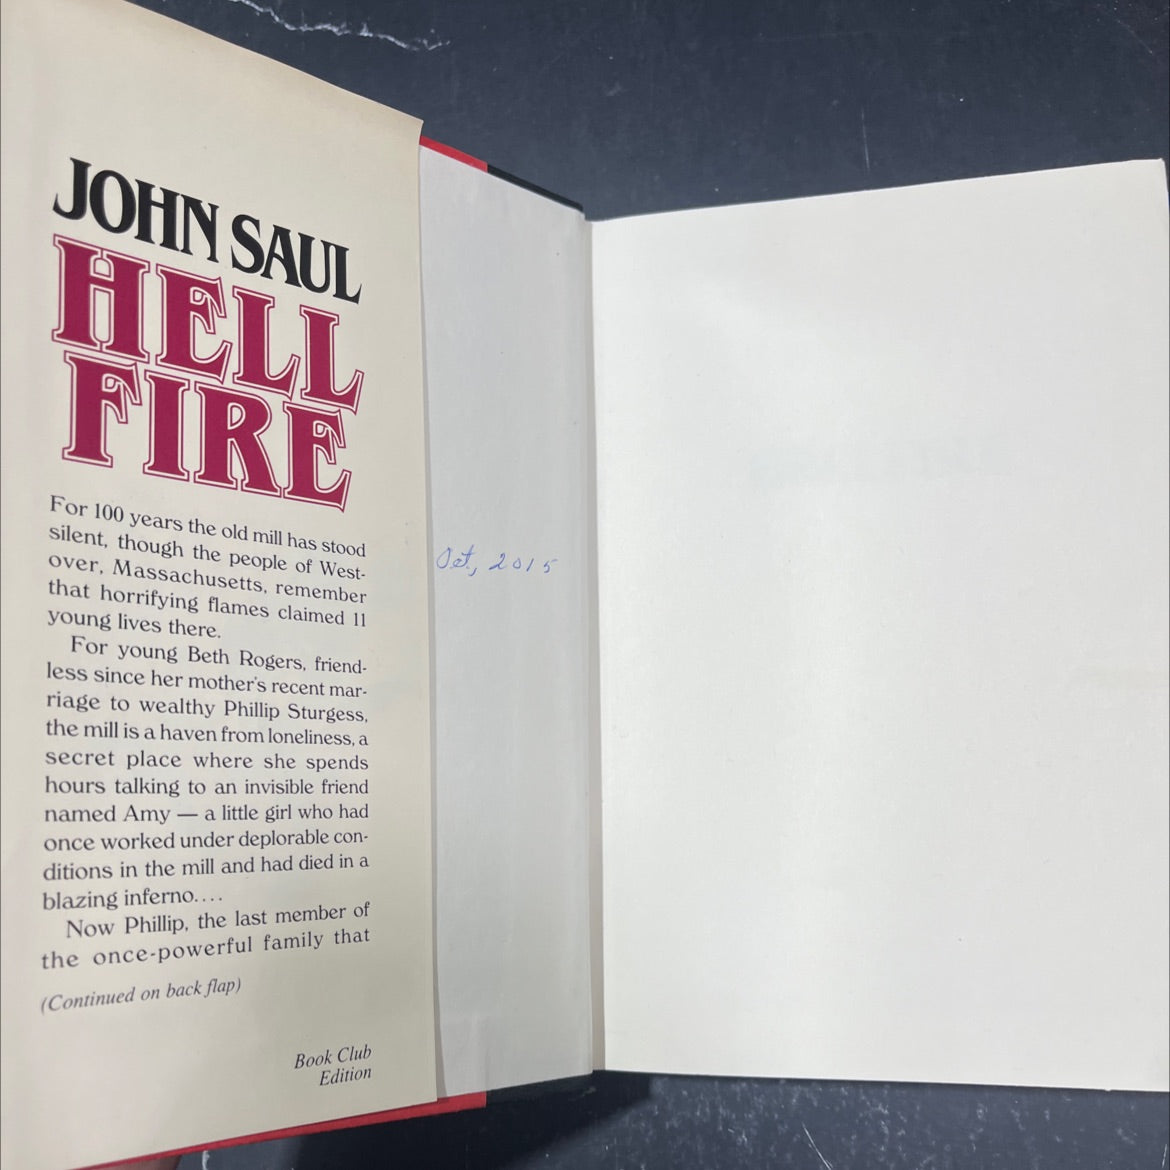 JOHN SAUL
HELL
FIRE
For 100 years the old mill has stood
silent, though the people of West-
over, Massachusetts, remember
that horrifying flames claimed 11
young lives there.
For young Beth Rogers, friend-
less since her mother's recent mar-
riage to wealthy Phillip Sturgess,
the mill is a haven from loneliness, a
secret place where she spends
hours talking to an invisible friend
named Amy — a little girl who had
once worked under deplorable con-
ditions in the mill and had died in a
blazing inferno....
Now Phillip, the last member of
the once-powerful family that
(Continued on back flap)
Book Club
Edition
Oct, 2015